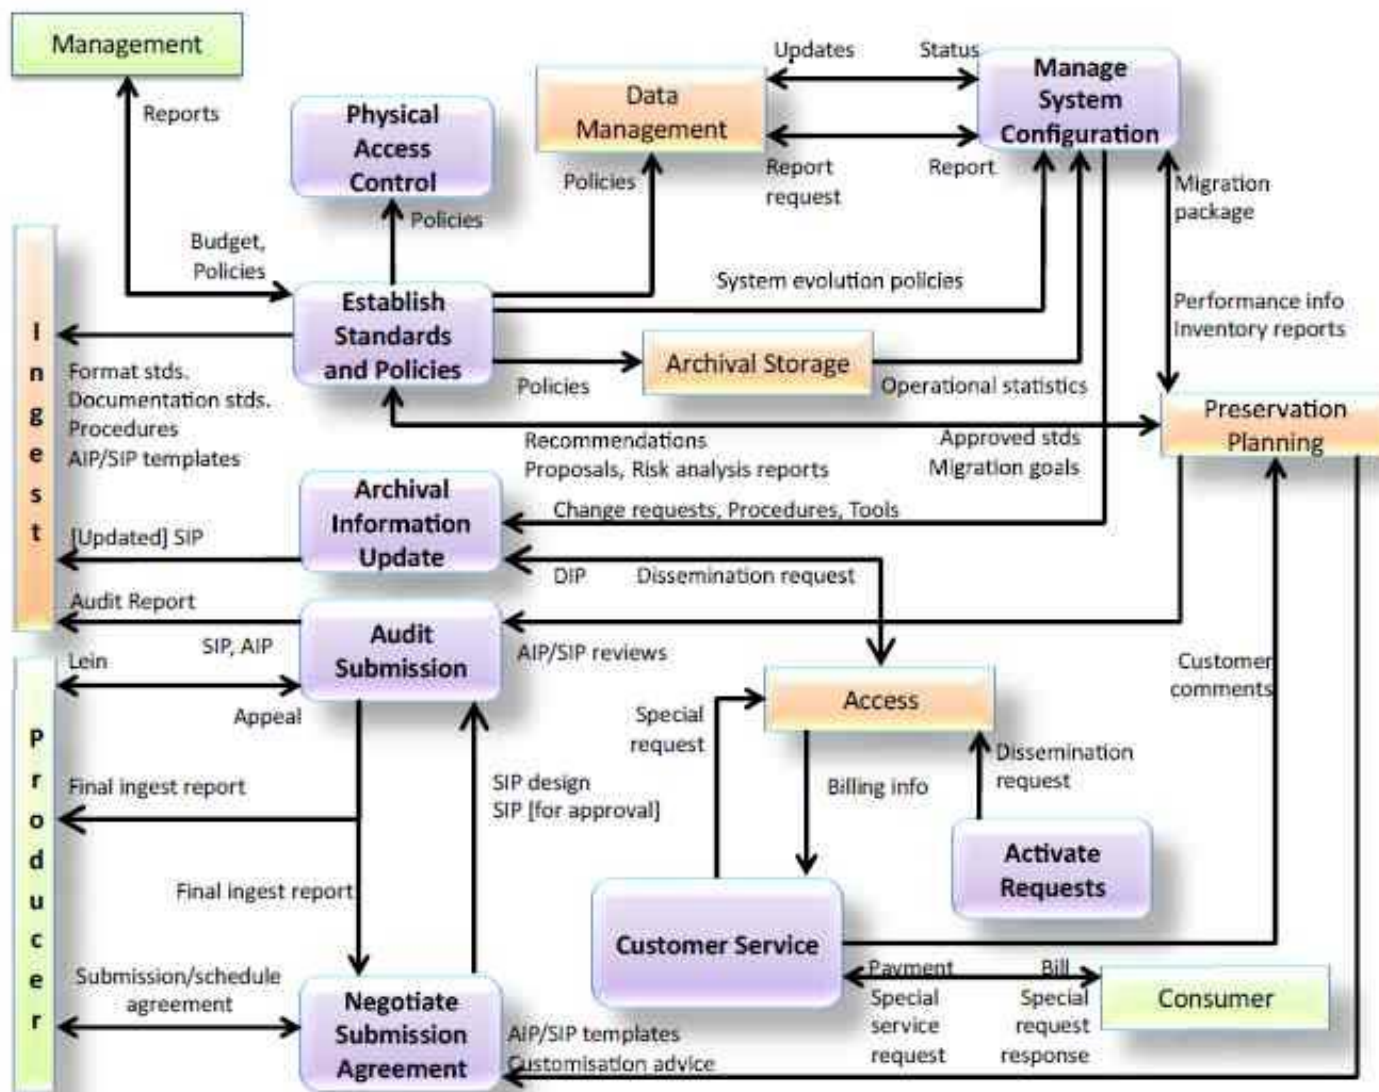 Management
Reports
Physical
Access
Control
Policies
Budget,
Policies
Data
Management
Updates
Status
Manage
System
Configuration
Policies
Report
request
Report
Migration
package
System evolution policies
Performance info
Inventory reports
Establish
Standards
and Policies
Policies
Archival Storage
Operational statistics
Ingest
Format stds.
Documentation stds.
Procedures
AIP/SIP templates
Recommendations
Proposals, Risk analysis reports
Approved stds
Migration goals
Preservation
Planning
Archival
Information
Update
Change requests, Procedures, Tools
[Updated] SIP
DIP
Dissemination request
Audit Report
SIP, AIP
Audit
Submission
AIP/SIP reviews
Lein
Appeal
Producer
Special
request
Access
Customer
comments
Dissemination
request
Final ingest report
SIP design
SIP [for approval]
Billing info
Activate
Requests
Final ingest report
Customer Service
Submission/schedule
agreement
Negotiate
Submission
Agreement
AIP/SIP templates
Customisation advice
Payment
Special
service
request
Bill
Special
request
response
Consumer